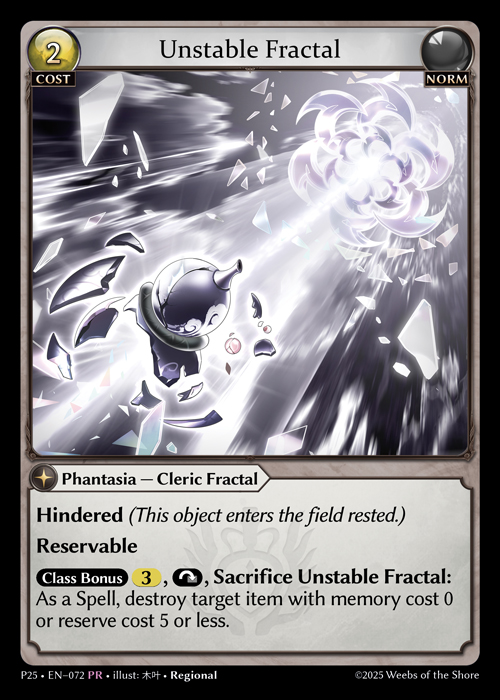 2
Unstable Fractal
COST
NORM
Phantasia — Cleric Fractal
Hindered (This object enters the field rested.)
Reservable
Class Bonus 3 , , Sacrifice Unstable Fractal:
As a Spell, destroy target item with memory cost 0
or reserve cost 5 or less.
P25 • EN–072 PR • illust: 木叶 • Regional
©2025 Weebs of the Shore